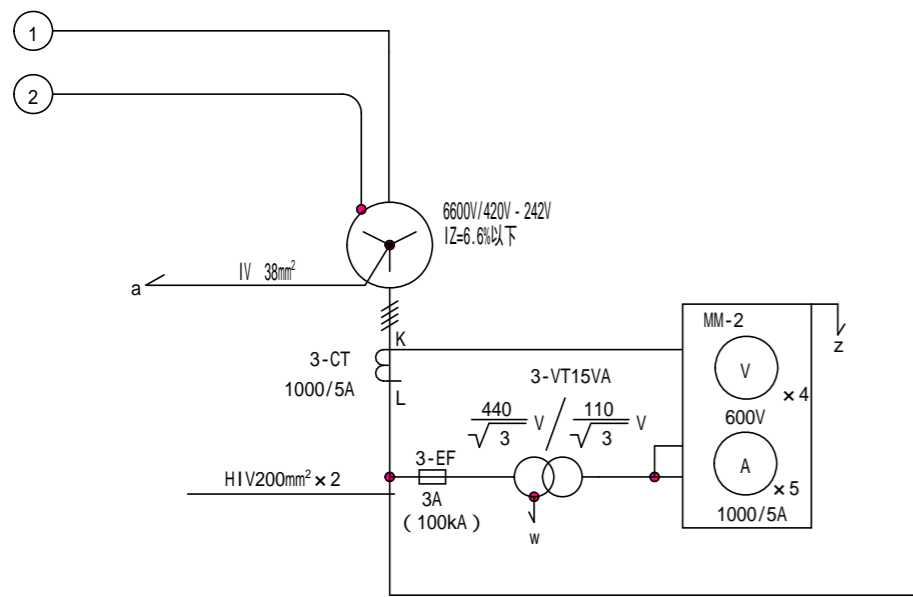 1
2
6600V/420V - 242V
IZ=6.6%以下
IV 38mm²
a
K
3-CT
1000/5A
L
MM-2
z
V
×4
600V
3-VT15VA
440/√3 V
110/√3 V
3-EF
3A
(100kA)
HIV200mm²×2
w
A
×5
1000/5A